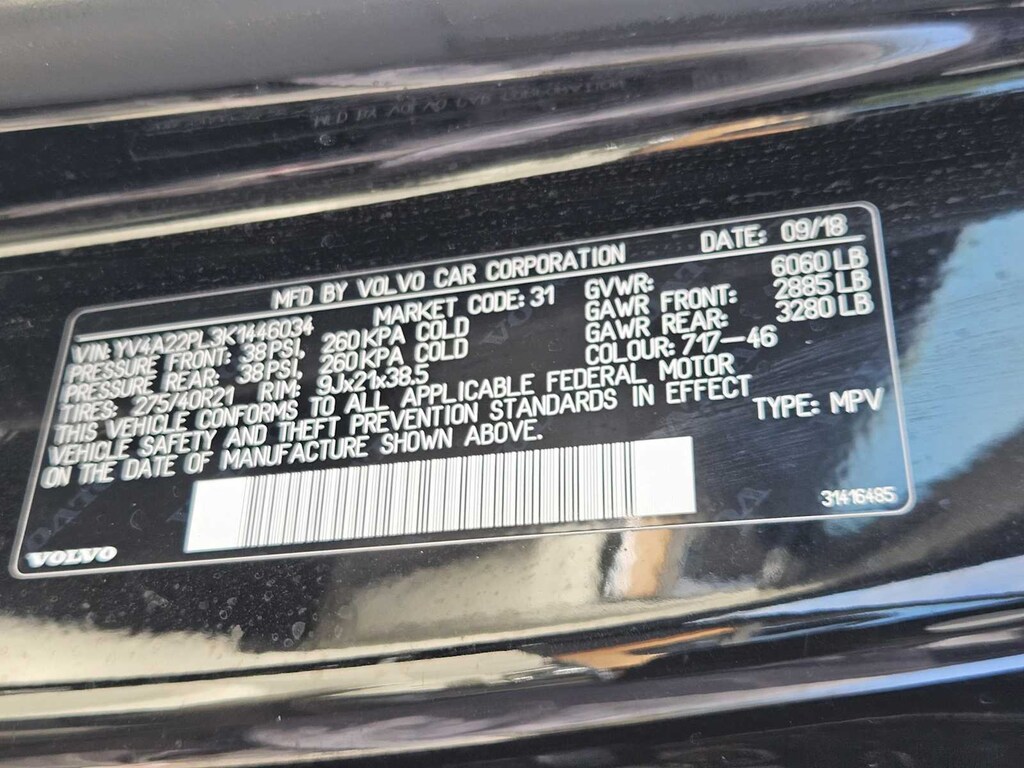 MFD BY VOLVO CAR CORPORATION DATE: 09/18
VIN: YV4A22PL3K1446034 MARKET CODE: 31 GVWR: 6060 LB
PRESSURE FRONT: 38 PSI, 260 KPA COLD GAWR FRONT: 2885 LB
PRESSURE REAR: 38 PSI, 260 KPA COLD GAWR REAR: 3280 LB
TIRES: 275/40R21 RIM: 9Jx21x38.5 COLOUR: 717-46
THIS VEHICLE CONFORMS TO ALL APPLICABLE FEDERAL MOTOR
VEHICLE SAFETY AND THEFT PREVENTION STANDARDS IN EFFECT
ON THE DATE OF MANUFACTURE SHOWN ABOVE. TYPE: MPV
31416485
VOLVO